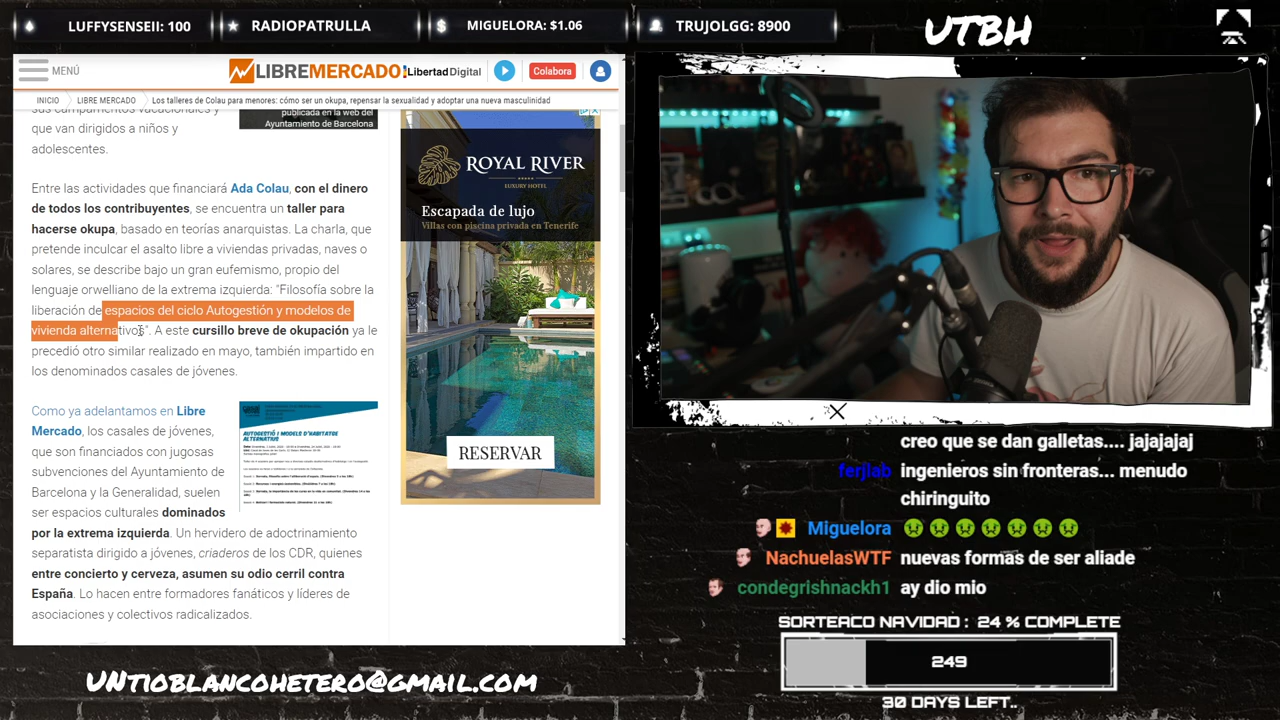 LUFFYSENSEII: 100
RADIOPATRULLA
MIGUELORA: $1.06
TRUJOLGG: 8900
UTBH
MENÚ
LIBREMERCADO
LibertadDigital
Colabora
INICIO
LIBRE MERCADO
Los talleres de Colau para menores: cómo ser un okupa, repensar la sexualidad y adoptar una nueva masculinidad
sus campamentos vacacionales y
que van dirigidos a niños y
adolescentes.
publicada en la web del
Ayuntamiento de Barcelona
Entre las actividades que financiará Ada Colau, con el dinero
de todos los contribuyentes, se encuentra un taller para
hacerse okupa, basado en teorías anarquistas. La charla, que
pretende inculcar el asalto libre a viviendas privadas, naves o
solares, se describe bajo un gran eufemismo, propio del
lenguaje orwelliano de la extrema izquierda: "Filosofía sobre la
liberación de espacios del ciclo Autogestión y modelos de
vivienda alternativos". A este cursillo breve de okupación ya le
precedió otro similar realizado en mayo, también impartido en
los denominados casales de jóvenes.
Como ya adelantamos en Libre
Mercado, los casales de jóvenes,
que son financiados con jugosas
subvenciones del Ayuntamiento de
Barcelona y la Generalidad, suelen
ser espacios culturales dominados
por la extrema izquierda. Un hervidero de adoctrinamiento
separatista dirigido a jóvenes, criaderos de los CDR, quienes
entre concierto y cerveza, asumen su odio cerril contra
España. Lo hacen entre formadores fanáticos y líderes de
asociaciones y colectivos radicalizados.
AUTOGESTIÓ I MODELS D'HABITATGE
ALTERNATIUS
ROYAL RIVER
LUXURY HOTEL
Escapada de lujo
Villas con piscina privada en Tenerife
RESERVAR
creo que se dan galletas.... jajajajaj
ferjlab ingenieros sin fronteras... menudo
chiringuito
Miguelora
NachuelasWTF nuevas formas de ser aliade
condegrishnackh1 ay dio mio
SORTEACO NAVIDAD : 24 % COMPLETE
249
30 DAYS LEFT..
UNTIOBLANCOHETERO@GMAIL.COM